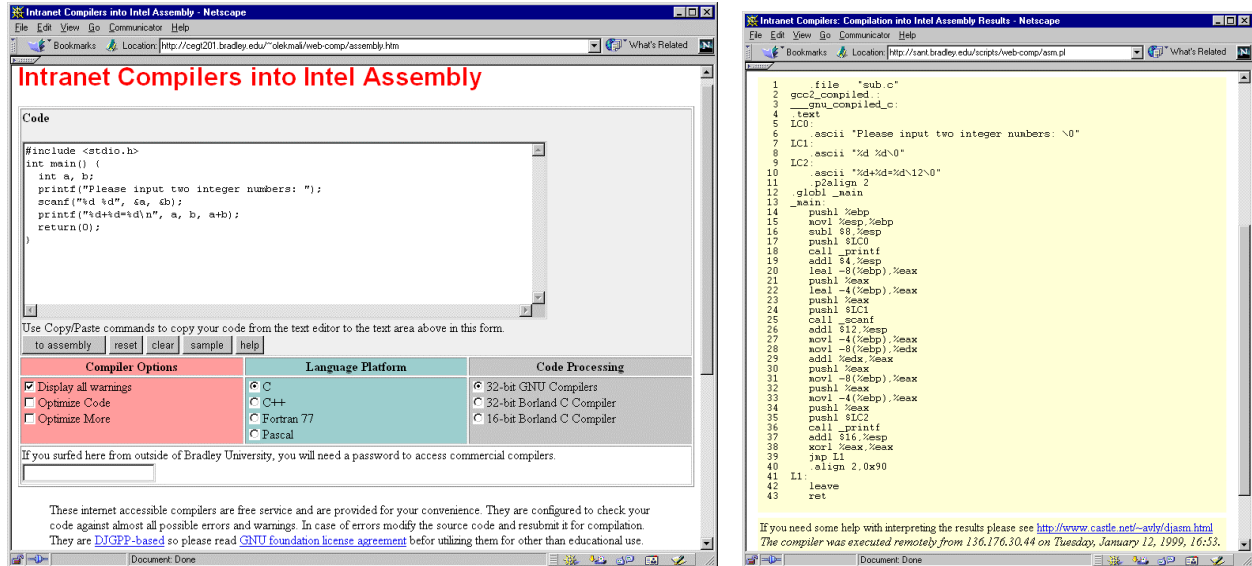 Intranet Compilers into Intel Assembly - Netscape
File Edit View Go Communicator Help
Bookmarks Location: http://cegt201.bradley.edu/~olekmali/web-comp/assembly.htm What's Related
Intranet Compilers into Intel Assembly
Code
#include <stdio.h>
int main() {
int a, b;
printf("Please input two integer numbers: ");
scanf("%d %d", &a, &b);
printf("%d+%d=%d\n", a, b, a+b);
return(0);
}
Use Copy/Paste commands to copy your code from the text editor to the text area above in this form.
to assembly reset clear sample help
Compiler Options Language Platform Code Processing
Display all warnings C 32-bit GNU Compilers
Optimize Code C++ 32-bit Borland C Compiler
Optimize More Fortran 77 16-bit Borland C Compiler
Pascal
If you surfed here from outside of Bradley University, you will need a password to access commercial compilers.
These internet accessible compilers are free service and are provided for your convenience. They are configured to check your
code against almost all possible errors and warnings. In case of errors modify the source code and resubmit it for compilation.
They are DJGPP-based so please read GNU foundation license agreement befor utilizing them for other than educational use.
Document: Done
Intranet Compilers: Compilation into Intel Assembly Results - Netscape
File Edit View Go Communicator Help
Bookmarks Location: http://sant.bradley.edu/scripts/web-comp/asm.pl What's Related
1 .file "sub.c"
2 gcc2_compiled.:
3 ___gnu_compiled_c:
4 .text
5 LC0:
6 .ascii "Please input two integer numbers: \0"
7 LC1:
8 .ascii "%d %d\0"
9 LC2:
10 .ascii "%d+%d=%d\12\0"
11 .p2align 2
12 .globl _main
13 _main:
14 pushl %ebp
15 movl %esp,%ebp
16 subl $8,%esp
17 pushl $LC0
18 call _printf
19 addl $4,%esp
20 leal -8(%ebp),%eax
21 pushl %eax
22 leal -4(%ebp),%eax
23 pushl %eax
24 pushl $LC1
25 call _scanf
26 addl $12,%esp
27 movl -4(%ebp),%eax
28 movl -8(%ebp),%edx
29 addl %edx,%eax
30 pushl %eax
31 movl -8(%ebp),%eax
32 pushl %eax
33 movl -4(%ebp),%eax
34 pushl %eax
35 pushl $LC2
36 call _printf
37 addl $16,%esp
38 xorl %eax,%eax
39 jmp L1
40 .align 2,0x90
41 L1:
42 leave
43 ret
If you need some help with interpreting the results please see http://www.castle.net/~avly/djasm.html
The compiler was executed remotely from 136.176.30.44 on Tuesday, January 12, 1999, 16:53.
Document: Done